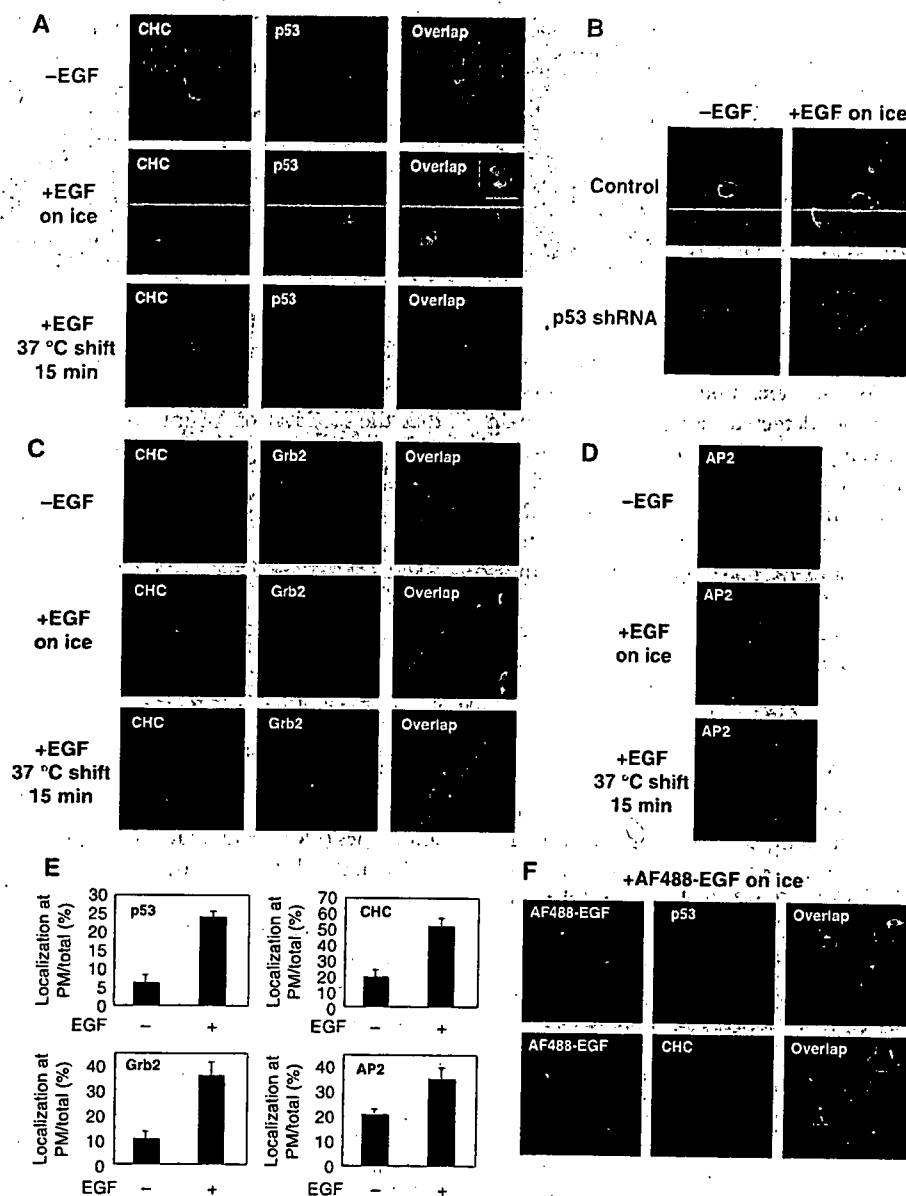 A
CHC p53 Overlap
–EGF
CHC p53 Overlap
+EGF
on ice
CHC p53 Overlap
+EGF
37 °C shift
15 min
B
–EGF +EGF on ice
Control
p53 shRNA
C
CHC Grb2 Overlap
–EGF
CHC Grb2 Overlap
+EGF
on ice
CHC Grb2 Overlap
+EGF
37 °C shift
15 min
D
AP2
–EGF
AP2
+EGF
on ice
AP2
+EGF
37 °C shift
15 min
E
p53
Localization at
PM/total (%)
30
25
20
15
10
5
0
EGF – +
CHC
Localization at
PM/total (%)
70
60
50
40
30
20
10
0
EGF – +
Grb2
Localization at
PM/total (%)
40
30
20
10
0
EGF – +
AP2
Localization at
PM/total (%)
40
30
20
10
0
EGF – +
F
+AF488-EGF on ice
AF488-EGF p53 Overlap
AF488-EGF CHC Overlap